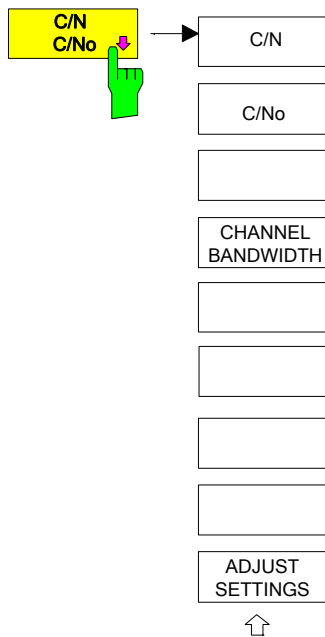 C/N
C/No
C/N
C/No
CHANNEL
BANDWIDTH
ADJUST
SETTINGS